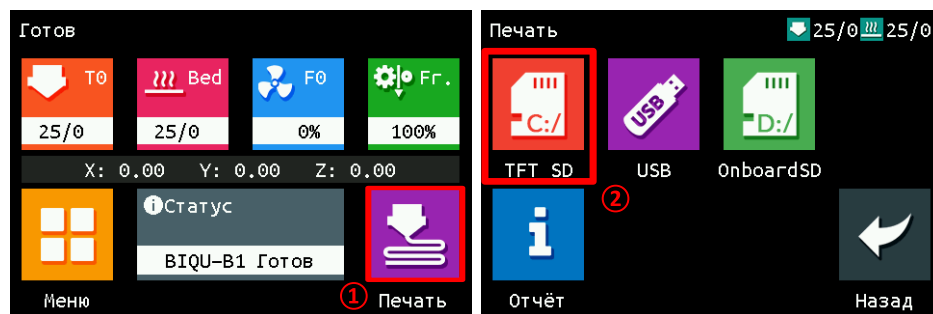 Готов
T0 Bed F0 Fr.
25/0 25/0 0% 100%
X: 0.00 Y: 0.00 Z: 0.00
Статус
BIQU-B1 Готов
Меню ① Печать
Печать 25/0 25/0
C:/ USB D:/
TFT SD USB OnboardSD
②
Отчёт Назад